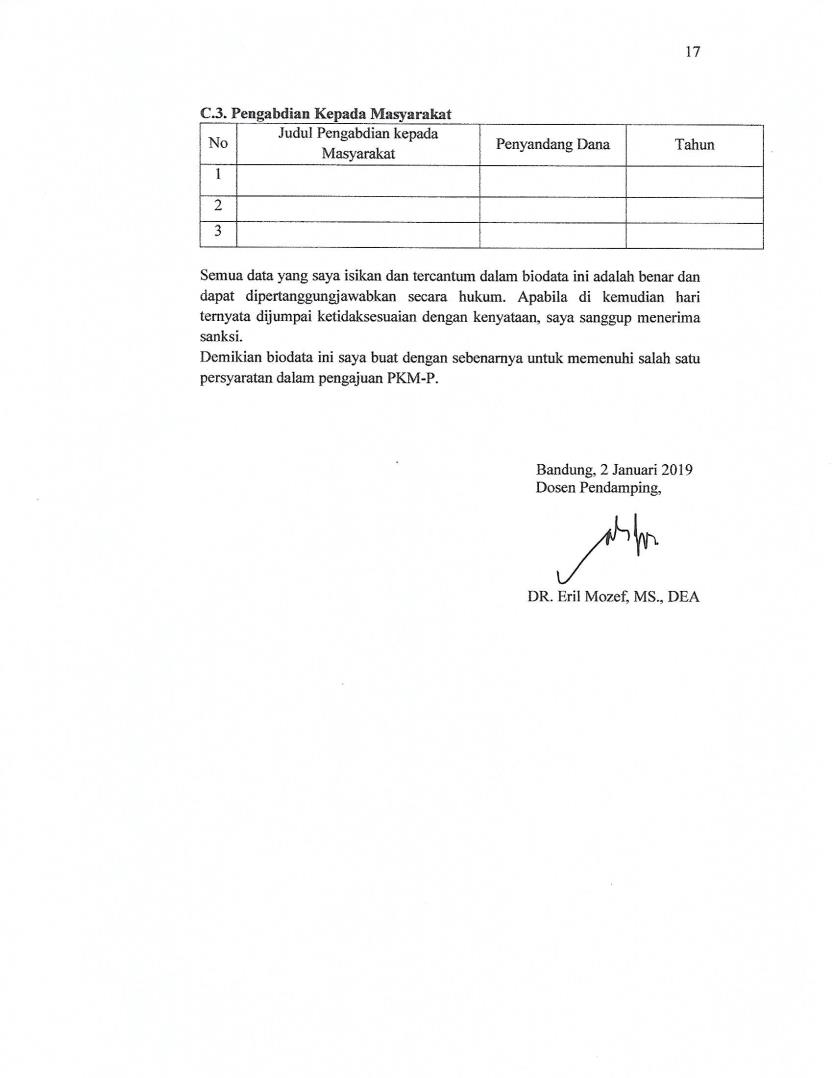 17
C.3. Pengabdian Kepada Masyarakat
No Judul Pengabdian kepada Masyarakat Penyandang Dana Tahun
1
2
3
Semua data yang saya isikan dan tercantum dalam biodata ini adalah benar dan
dapat dipertanggungjawabkan secara hukum. Apabila di kemudian hari
ternyata dijumpai ketidaksesuaian dengan kenyataan, saya sanggup menerima
sanksi.
Demikian biodata ini saya buat dengan sebenarnya untuk memenuhi salah satu
persyaratan dalam pengajuan PKM-P.
Bandung, 2 Januari 2019
Dosen Pendamping,
DR. Eril Mozef, MS., DEA